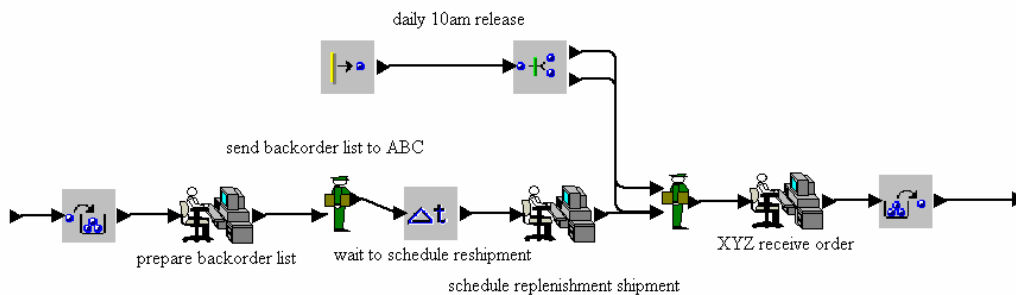 daily 10am release
send backorder list to ABC
Δt
prepare backorder list
wait to schedule reshipment
XYZ receive order
schedule replenishment shipment